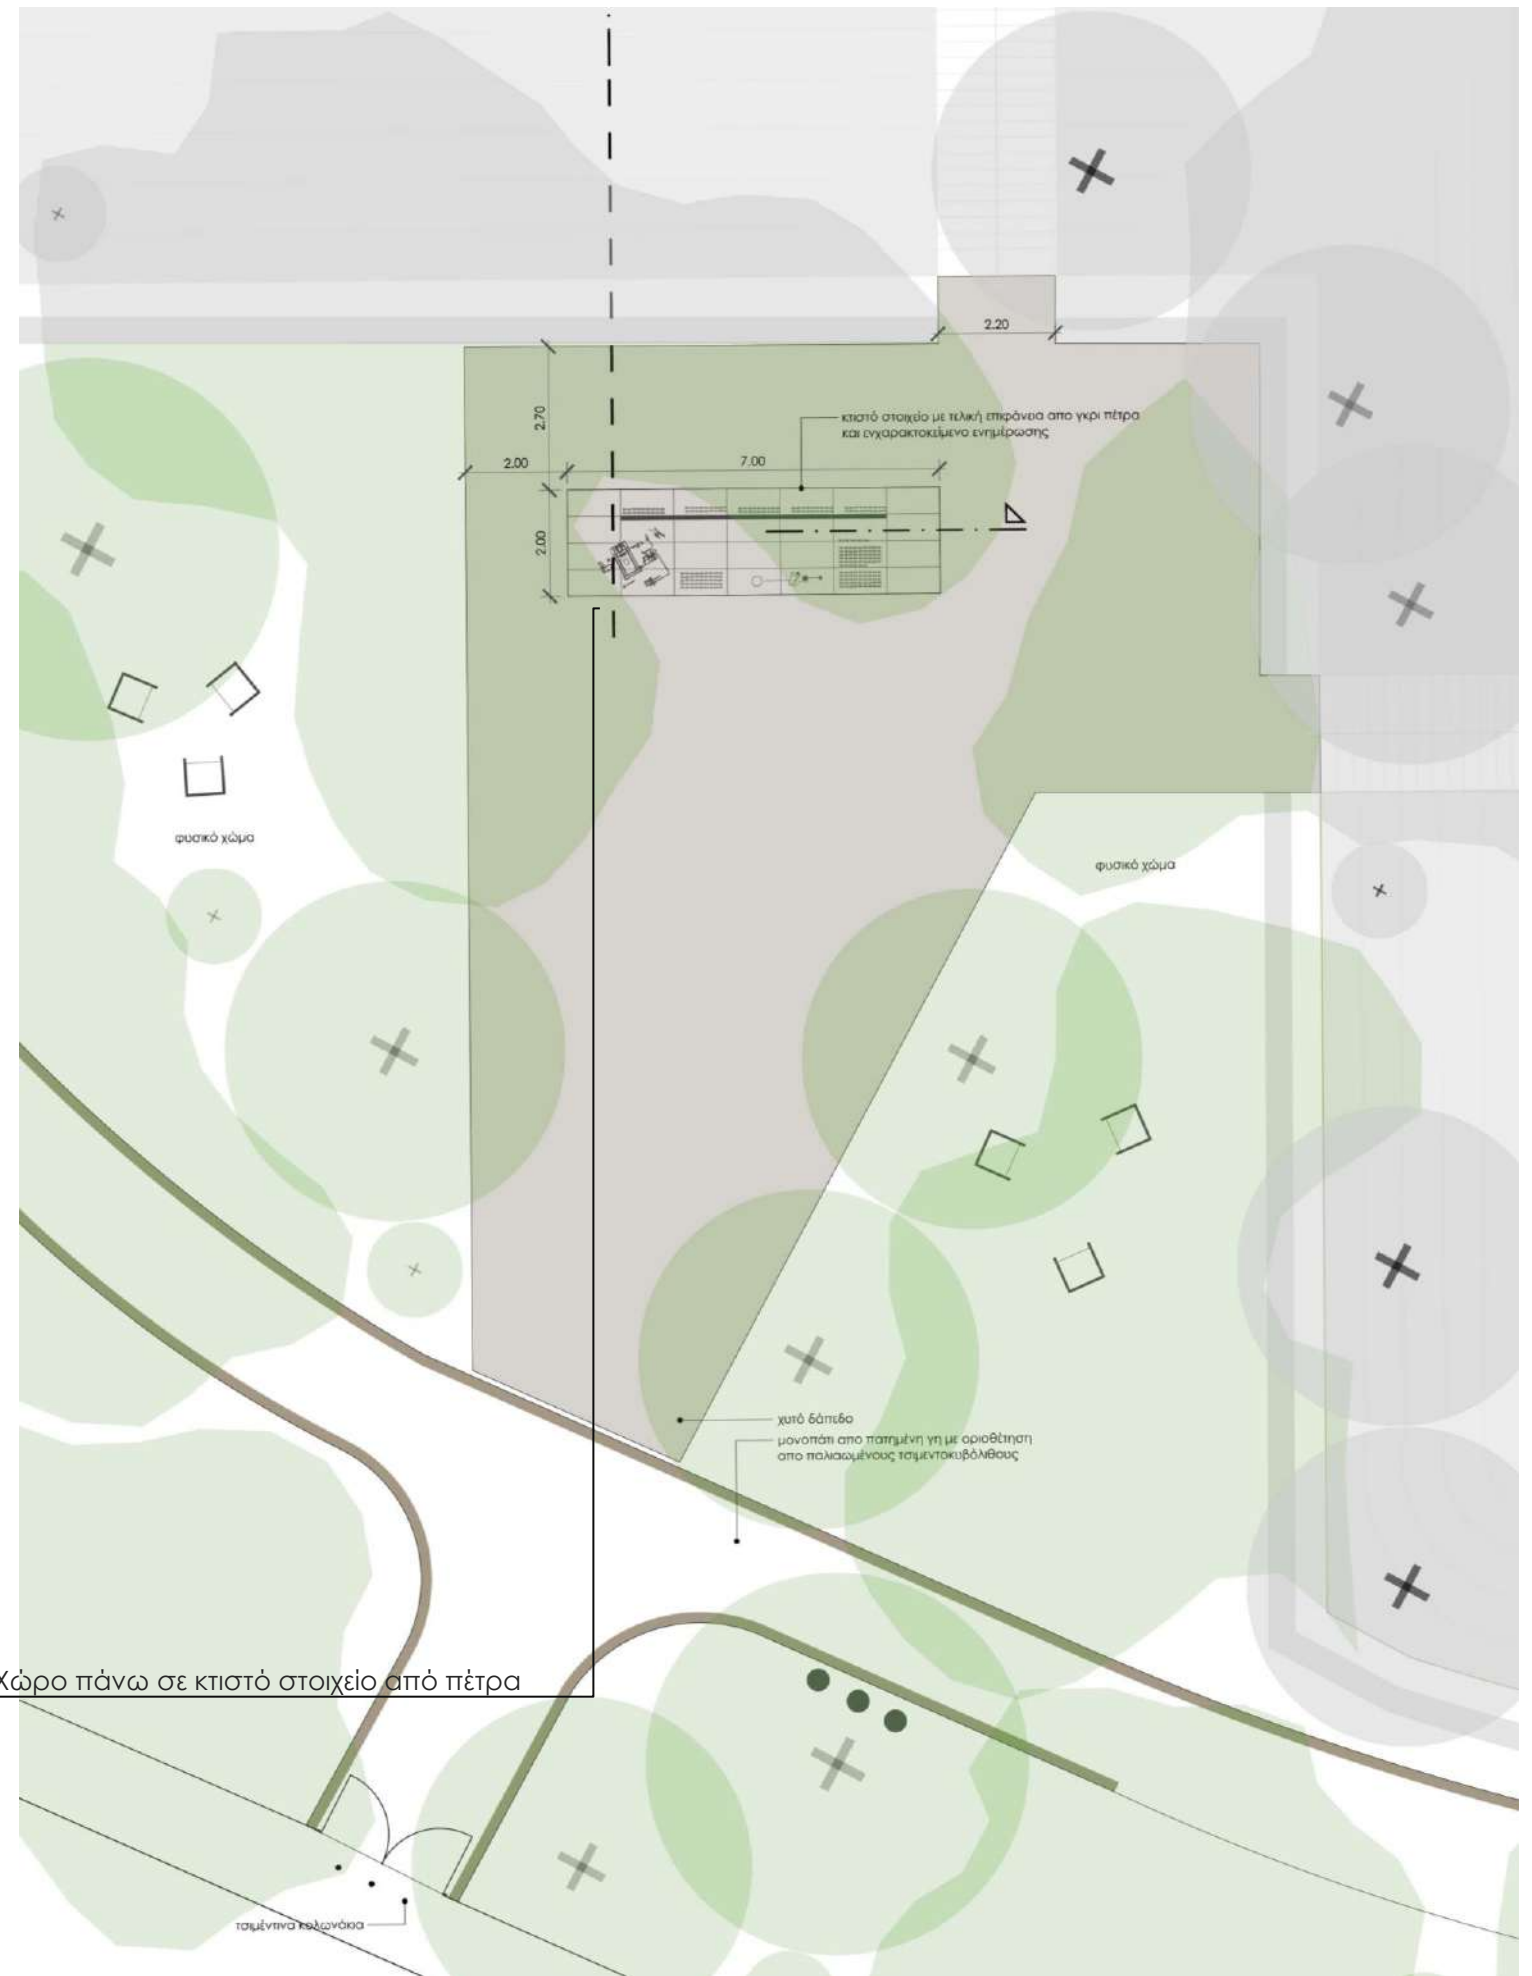 2.20
κτιστό στοιχείο με τελική επιφάνεια απο γκρι πέτρα
και ενχαρακτοκείμενο ενημέρωσης
2.70
2.00
7.00
2.00
φυσικό χώμα
φυσικό χώμα
χυτό δάπεδο
μονοπάτι απο πατημένη γη με οριοθέτηση
απο παλιαωμένους τσιμεντοκυβόλιθους
Χώρο πάνω σε κτιστό στοιχείο από πέτρα
τσιμέντινα κολωνάκια